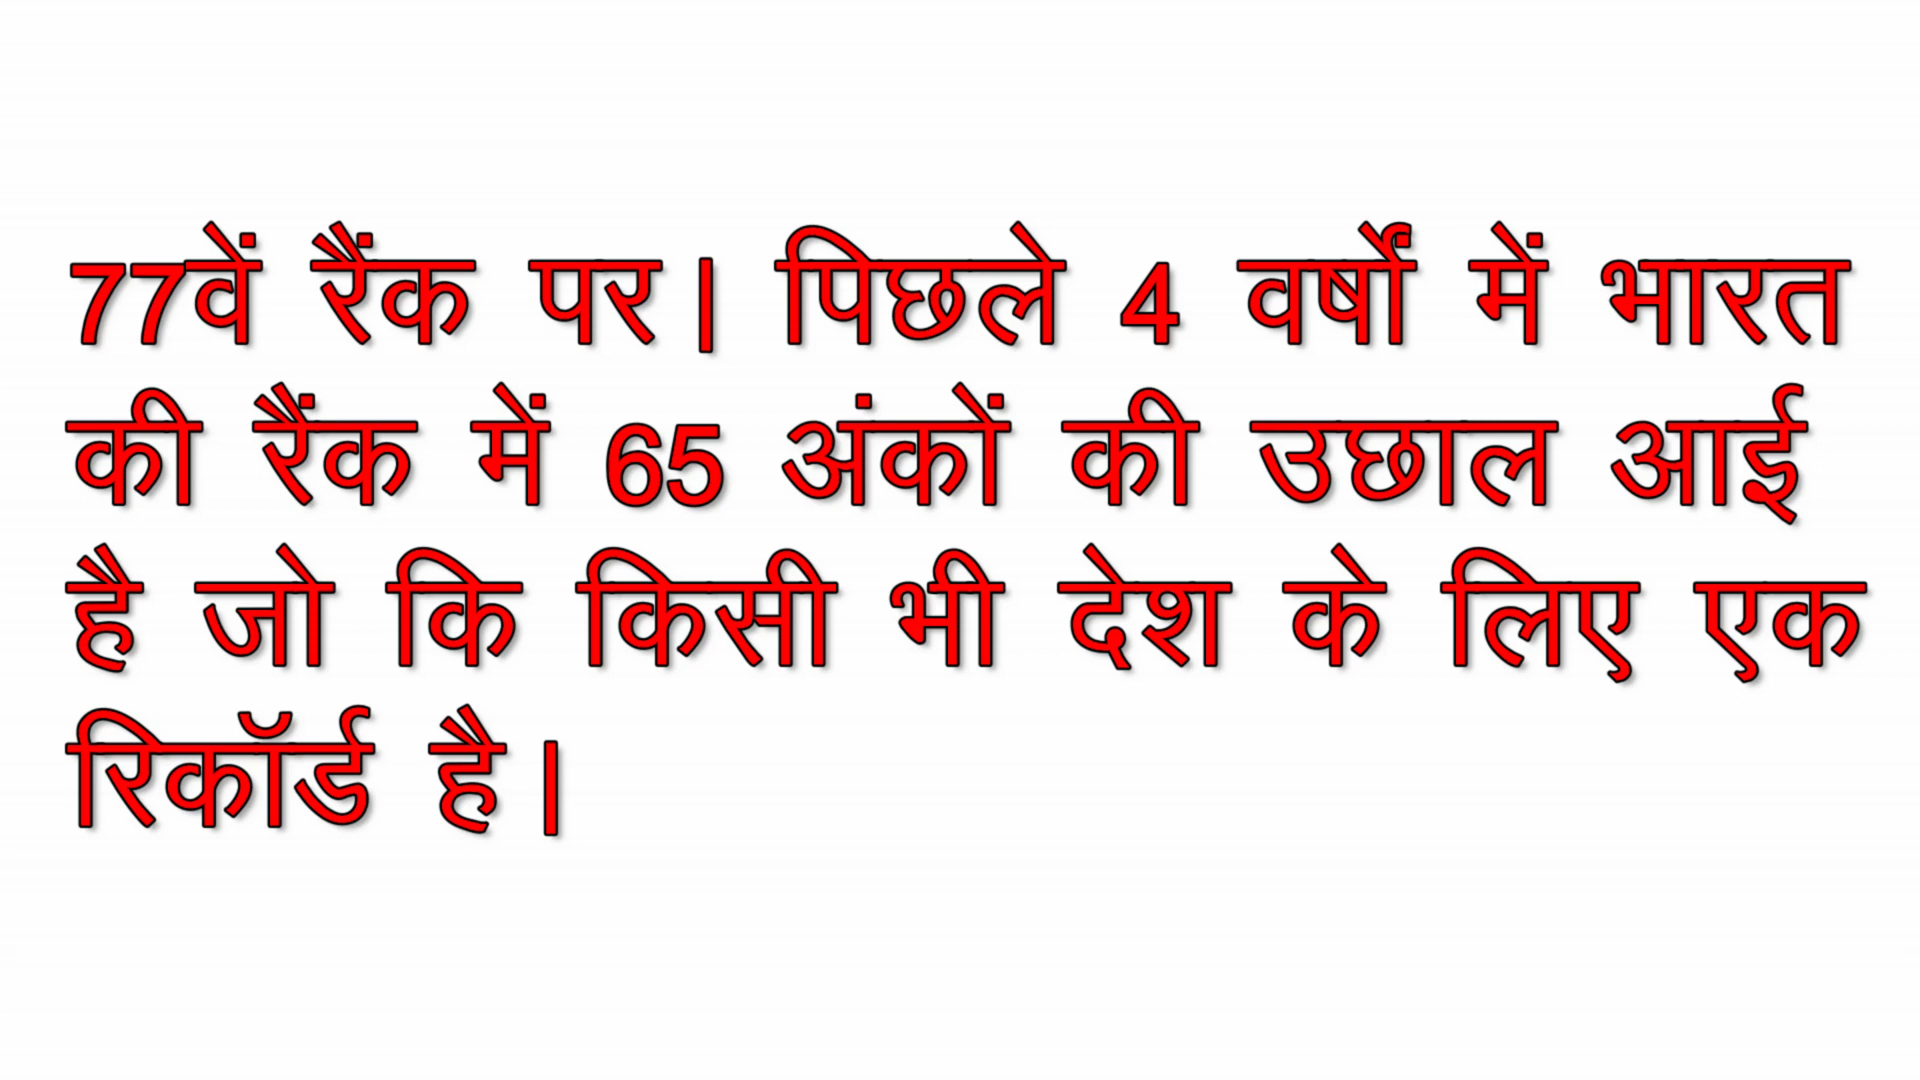 77वें रैंक पर। पिछले 4 वर्षों में भारत
की रैंक में 65 अंकों की उछाल आई
है जो कि किसी भी देश के लिए एक
रिकॉर्ड है।